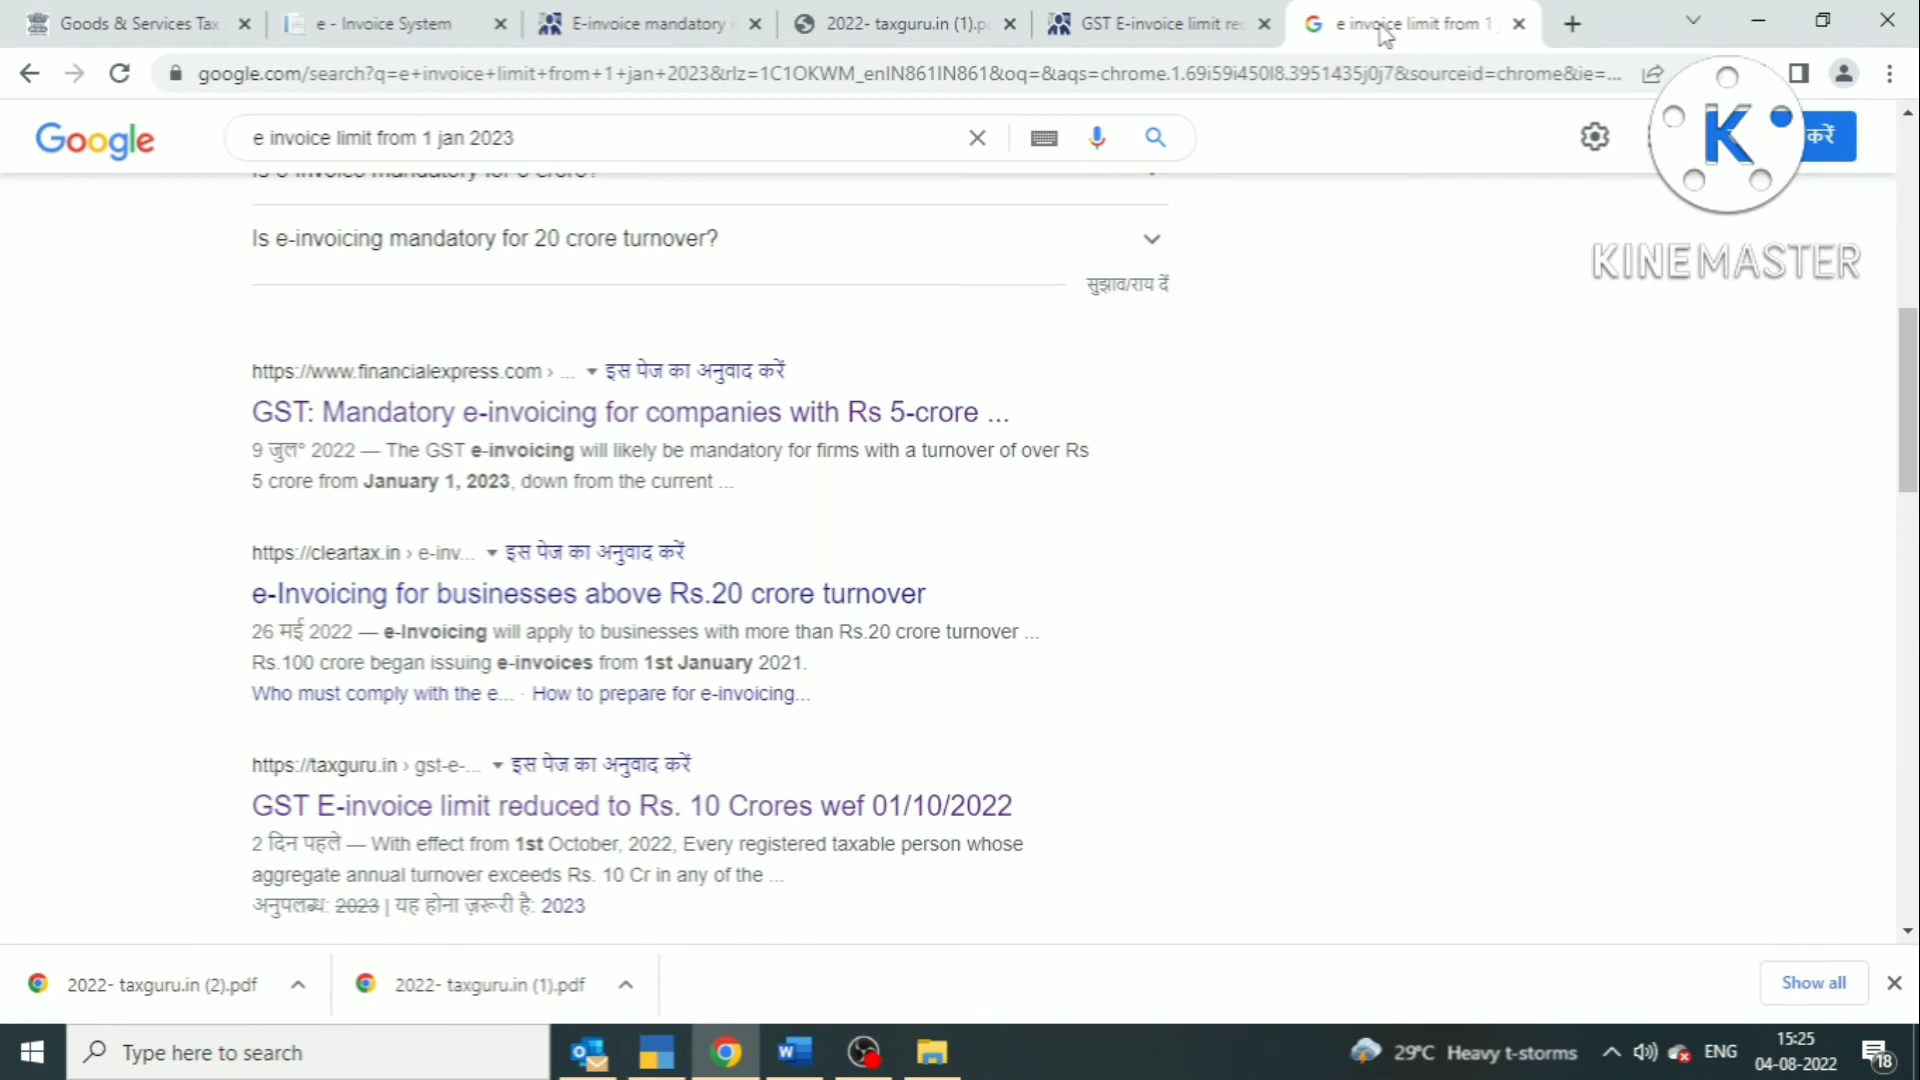 Goods & Services Tax
e - Invoice System
E-invoice mandatory
2022- taxguru.in (1).p
GST E-invoice limit re
e invoice limit from 1
google.com/search?q=e+invoice+limit+from+1+jan+2023&rlz=1C1OKWM_enIN861IN861&oq=&aqs=chrome.1.69i59i450l8.3951435j0j7&sourceid=chrome&ie=...
Google
e invoice limit from 1 jan 2023
करें
K
KINEMASTER
Is e-invoice mandatory for 5 crore?
Is e-invoicing mandatory for 20 crore turnover?
सुझाव/राय दें
https://www.financialexpress.com › ... इस पेज का अनुवाद करें
GST: Mandatory e-invoicing for companies with Rs 5-crore ...
9 जुल॰ 2022 — The GST e-invoicing will likely be mandatory for firms with a turnover of over Rs
5 crore from January 1, 2023, down from the current ...
https://cleartax.in › e-inv... इस पेज का अनुवाद करें
e-Invoicing for businesses above Rs.20 crore turnover
26 मई 2022 — e-Invoicing will apply to businesses with more than Rs.20 crore turnover ...
Rs.100 crore began issuing e-invoices from 1st January 2021.
Who must comply with the e... · How to prepare for e-invoicing...
https://taxguru.in › gst-e-... इस पेज का अनुवाद करें
GST E-invoice limit reduced to Rs. 10 Crores wef 01/10/2022
2 दिन पहले — With effect from 1st October, 2022, Every registered taxable person whose
aggregate annual turnover exceeds Rs. 10 Cr in any of the ...
अनुपलब्ध: 2023 | यह होना ज़रूरी है: 2023
2022- taxguru.in (2).pdf
2022- taxguru.in (1).pdf
Show all
Type here to search
29°C Heavy t-storms
ENG
15:25
04-08-2022
18